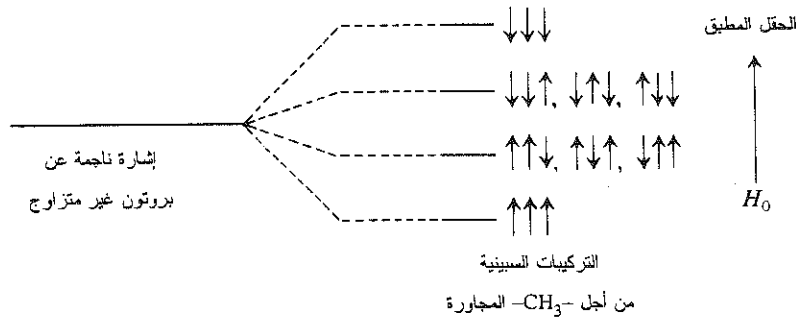 الحقل المطبق
↓↓↓
↓↓↑, ↓↑↓, ↑↓↓
إشارة ناجمة عن
بروتون غير متزاوج
↑↑↓, ↑↓↑, ↓↑↑
↑↑↑
H₀
التركيبات السبينية
من أجل -CH₃- المجاورة